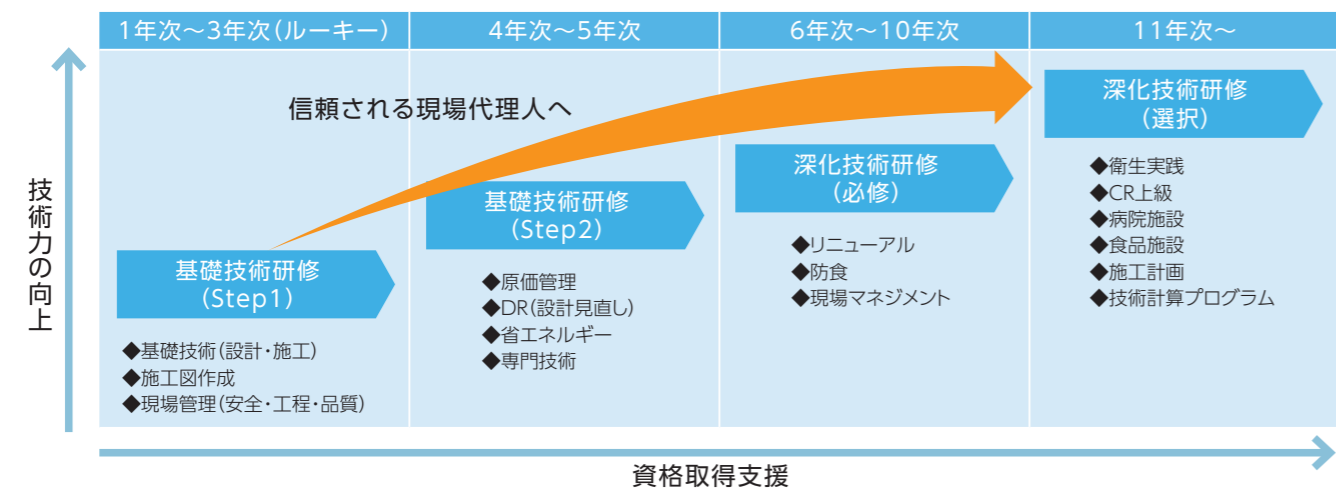 1年次～3年次(ルーキー)
4年次～5年次
6年次～10年次
11年次～
技術力の向上
信頼される現場代理人へ
基礎技術研修
(Step1)
◆基礎技術(設計・施工)
◆施工図作成
◆現場管理(安全・工程・品質)
基礎技術研修
(Step2)
◆原価管理
◆DR(設計見直し)
◆省エネルギー
◆専門技術
深化技術研修
(必修)
◆リニューアル
◆防食
◆現場マネジメント
深化技術研修
(選択)
◆衛生実践
◆CR上級
◆病院施設
◆食品施設
◆施工計画
◆技術計算プログラム
資格取得支援